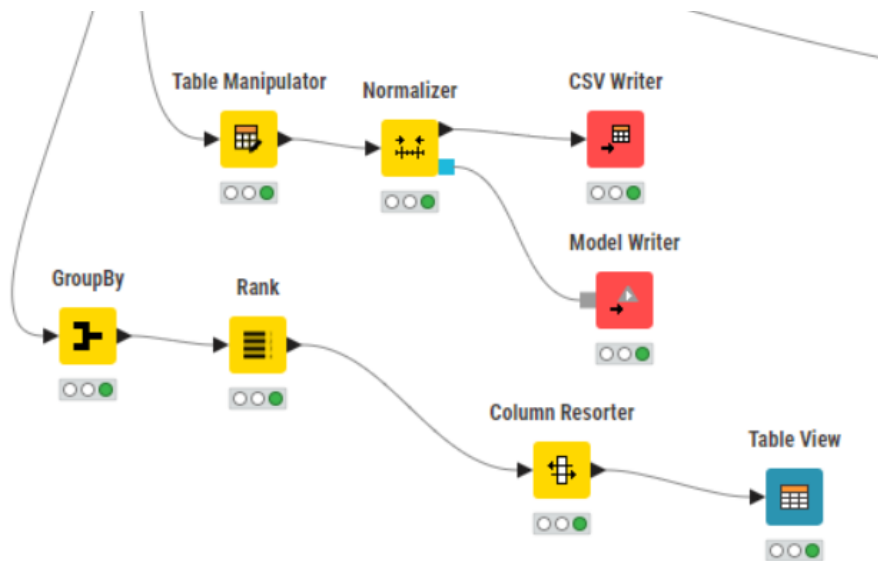 Table Manipulator
Normalizer
CSV Writer
Model Writer
GroupBy
Rank
Column Resorter
Table View